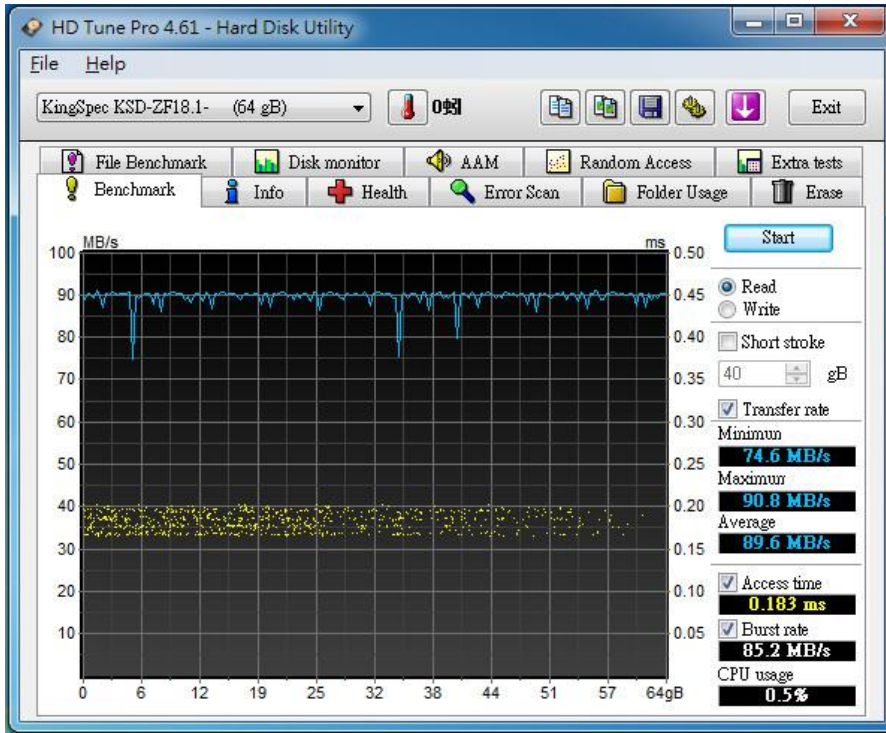 HD Tune Pro 4.61 - Hard Disk Utility
File Help
KingSpec KSD-ZF18.1- (64 gB) 0蚓 Exit
File Benchmark Disk monitor AAM Random Access Extra tests
Benchmark Info Health Error Scan Folder Usage Erase
Start
MB/s ms
100 0.50
90 0.45
80 0.40
70 0.35
60 0.30
50 0.25
40 0.20
30 0.15
20 0.10
10 0.05
0 6 12 19 25 32 38 44 51 57 64gB
Read
Write
Short stroke
40 gB
Transfer rate
Minimun
74.6 MB/s
Maximun
90.8 MB/s
Average
89.6 MB/s
Access time
0.183 ms
Burst rate
85.2 MB/s
CPU usage
0.5%